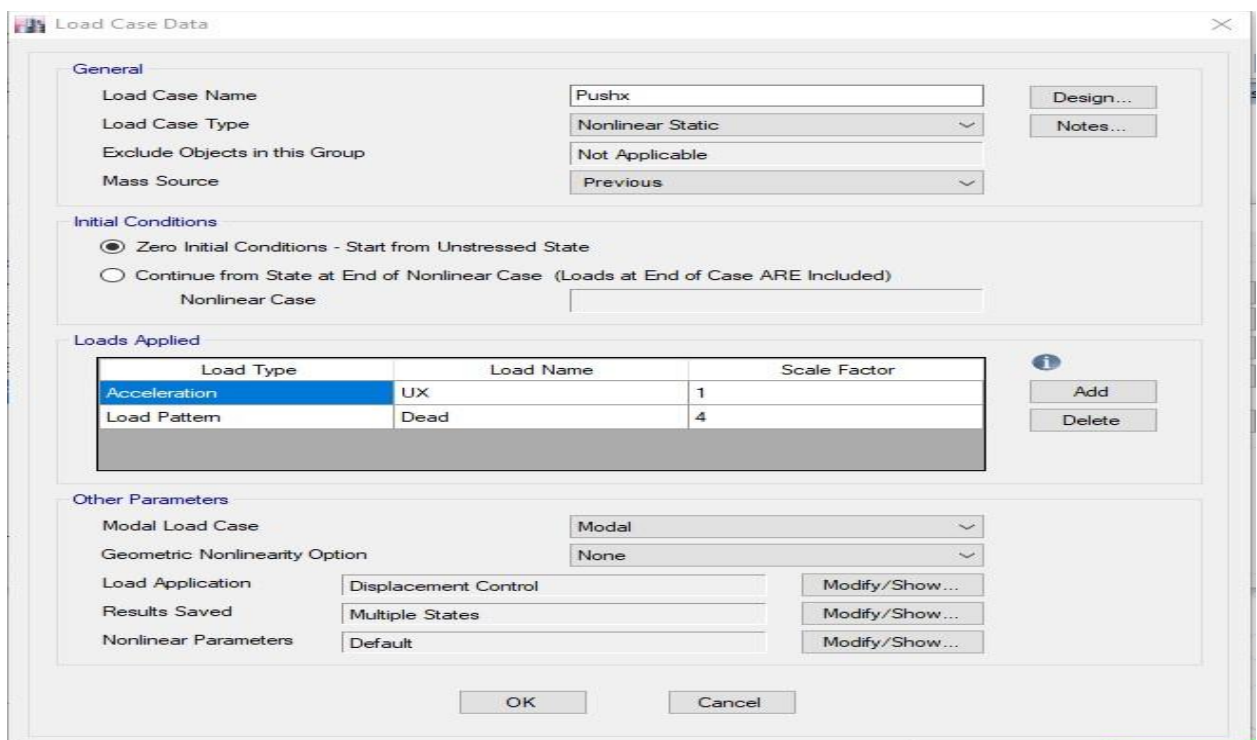 Load Case Data
General
Load Case Name Pushx Design...
Load Case Type Nonlinear Static Notes...
Exclude Objects in this Group Not Applicable
Mass Source Previous
Initial Conditions
Zero Initial Conditions - Start from Unstressed State
Continue from State at End of Nonlinear Case (Loads at End of Case ARE Included)
Nonlinear Case
Loads Applied
Load Type Load Name Scale Factor
Acceleration UX 1 Add
Load Pattern Dead 4 Delete
Other Parameters
Modal Load Case Modal
Geometric Nonlinearity Option None
Load Application Displacement Control Modify/Show...
Results Saved Multiple States Modify/Show...
Nonlinear Parameters Default Modify/Show...
OK Cancel